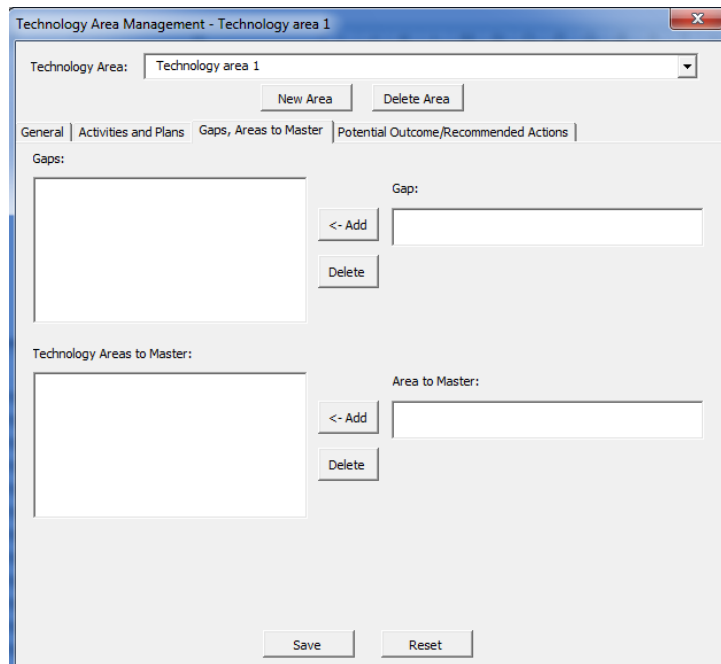 Technology Area Management - Technology area 1
Technology Area: Technology area 1
New Area Delete Area
General Activities and Plans Gaps, Areas to Master Potential Outcome/Recommended Actions
Gaps:
Gap:
<- Add
Delete
Technology Areas to Master:
Area to Master:
<- Add
Delete
Save Reset